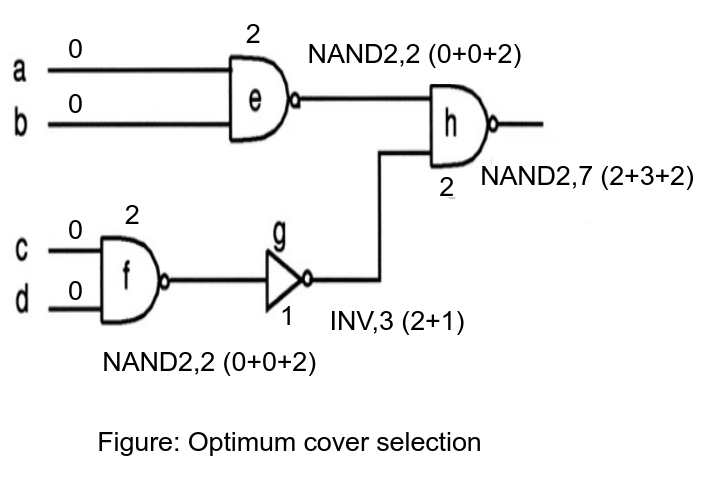 0
2
NAND2,2 (0+0+2)
a
e
0
b
h
NAND2,7 (2+3+2)
2
0
2
g
c
f
0
d
1
INV,3 (2+1)
NAND2,2 (0+0+2)
Figure: Optimum cover selection